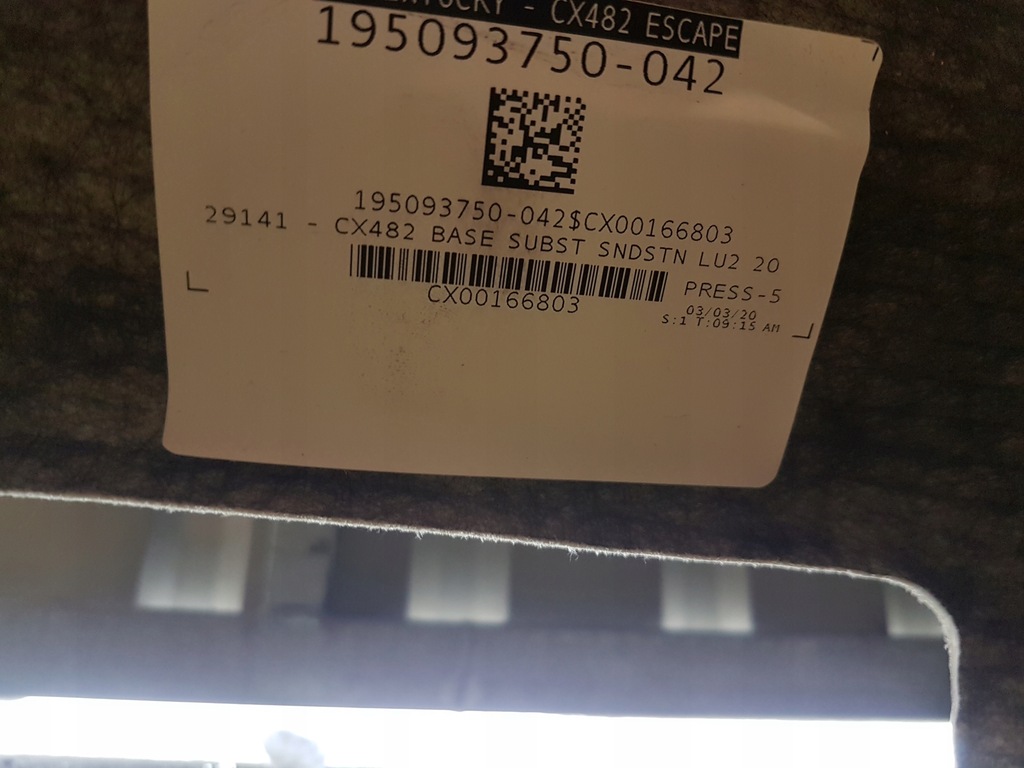 - CX482 ESCAPE
195093750-042
195093750-042$CX00166803
29141 - CX482 BASE SUBST SNDSTN LU2 20
CX00166803
PRESS-5
03/03/20
S:1 T:09:15 AM